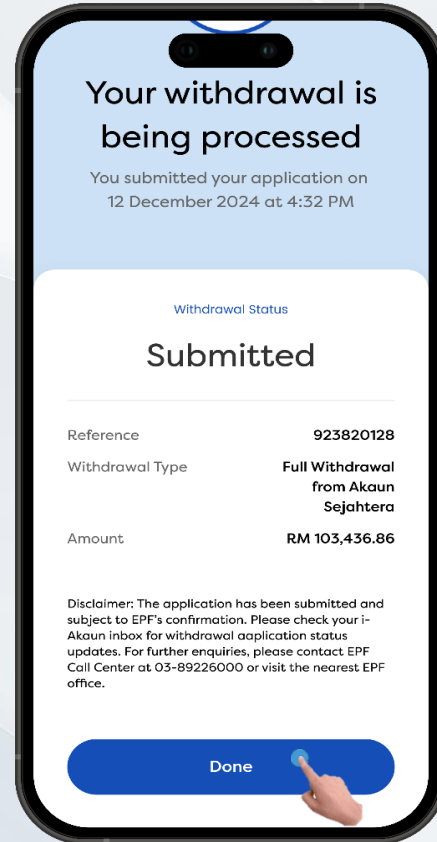 Your withdrawal is
being processed
You submitted your application on
12 December 2024 at 4:32 PM
Withdrawal Status
Submitted
Reference 923820128
Withdrawal Type Full Withdrawal
from Akaun
Sejahtera
Amount RM 103,436.86
Disclaimer: The application has been submitted and
subject to EPF's confirmation. Please check your i-
Akaun inbox for withdrawal aaplication status
updates. For further enquiries, please contact EPF
Call Center at 03-89226000 or visit the nearest EPF
office.
Done